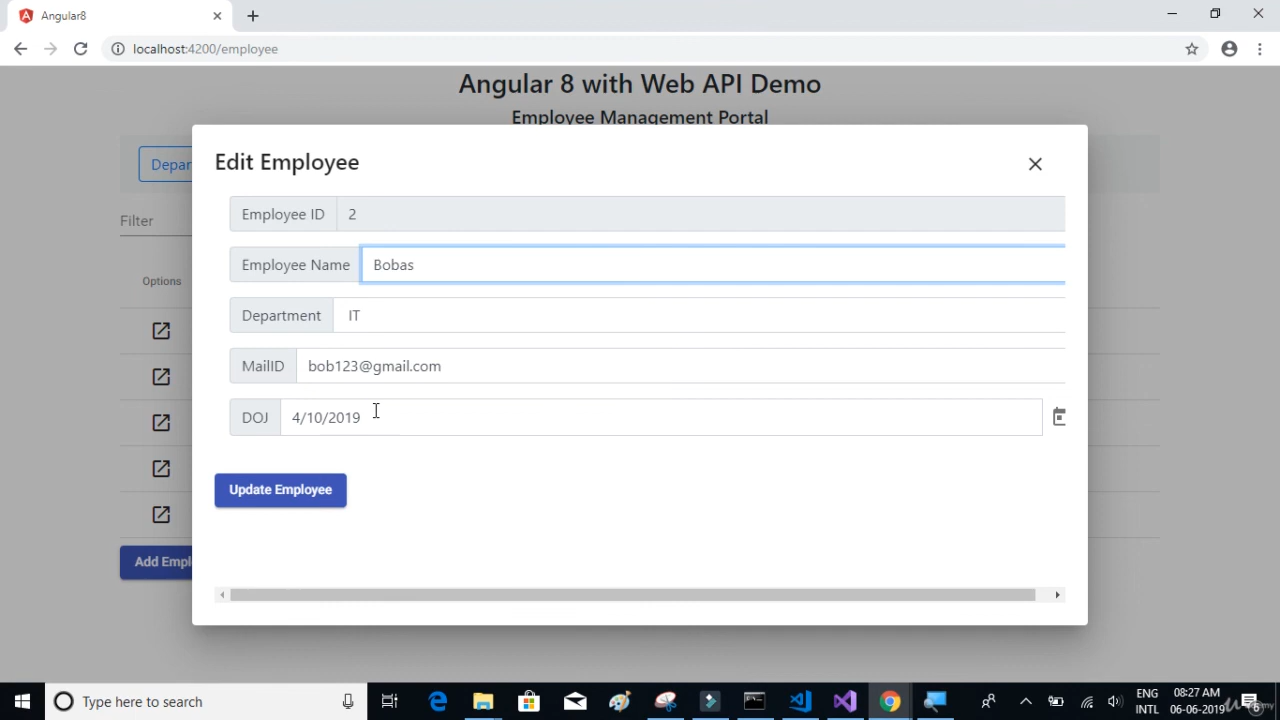 Angular8
localhost:4200/employee
Angular 8 with Web API Demo
Employee Management Portal
Depar
Filter
Options
Edit Employee
Employee ID 2
Employee Name Bobas
Department IT
MailID bob123@gmail.com
DOJ 4/10/2019
Update Employee
Add Empl
Type here to search
ENG
INTL
08:27 AM
06-06-2019
6